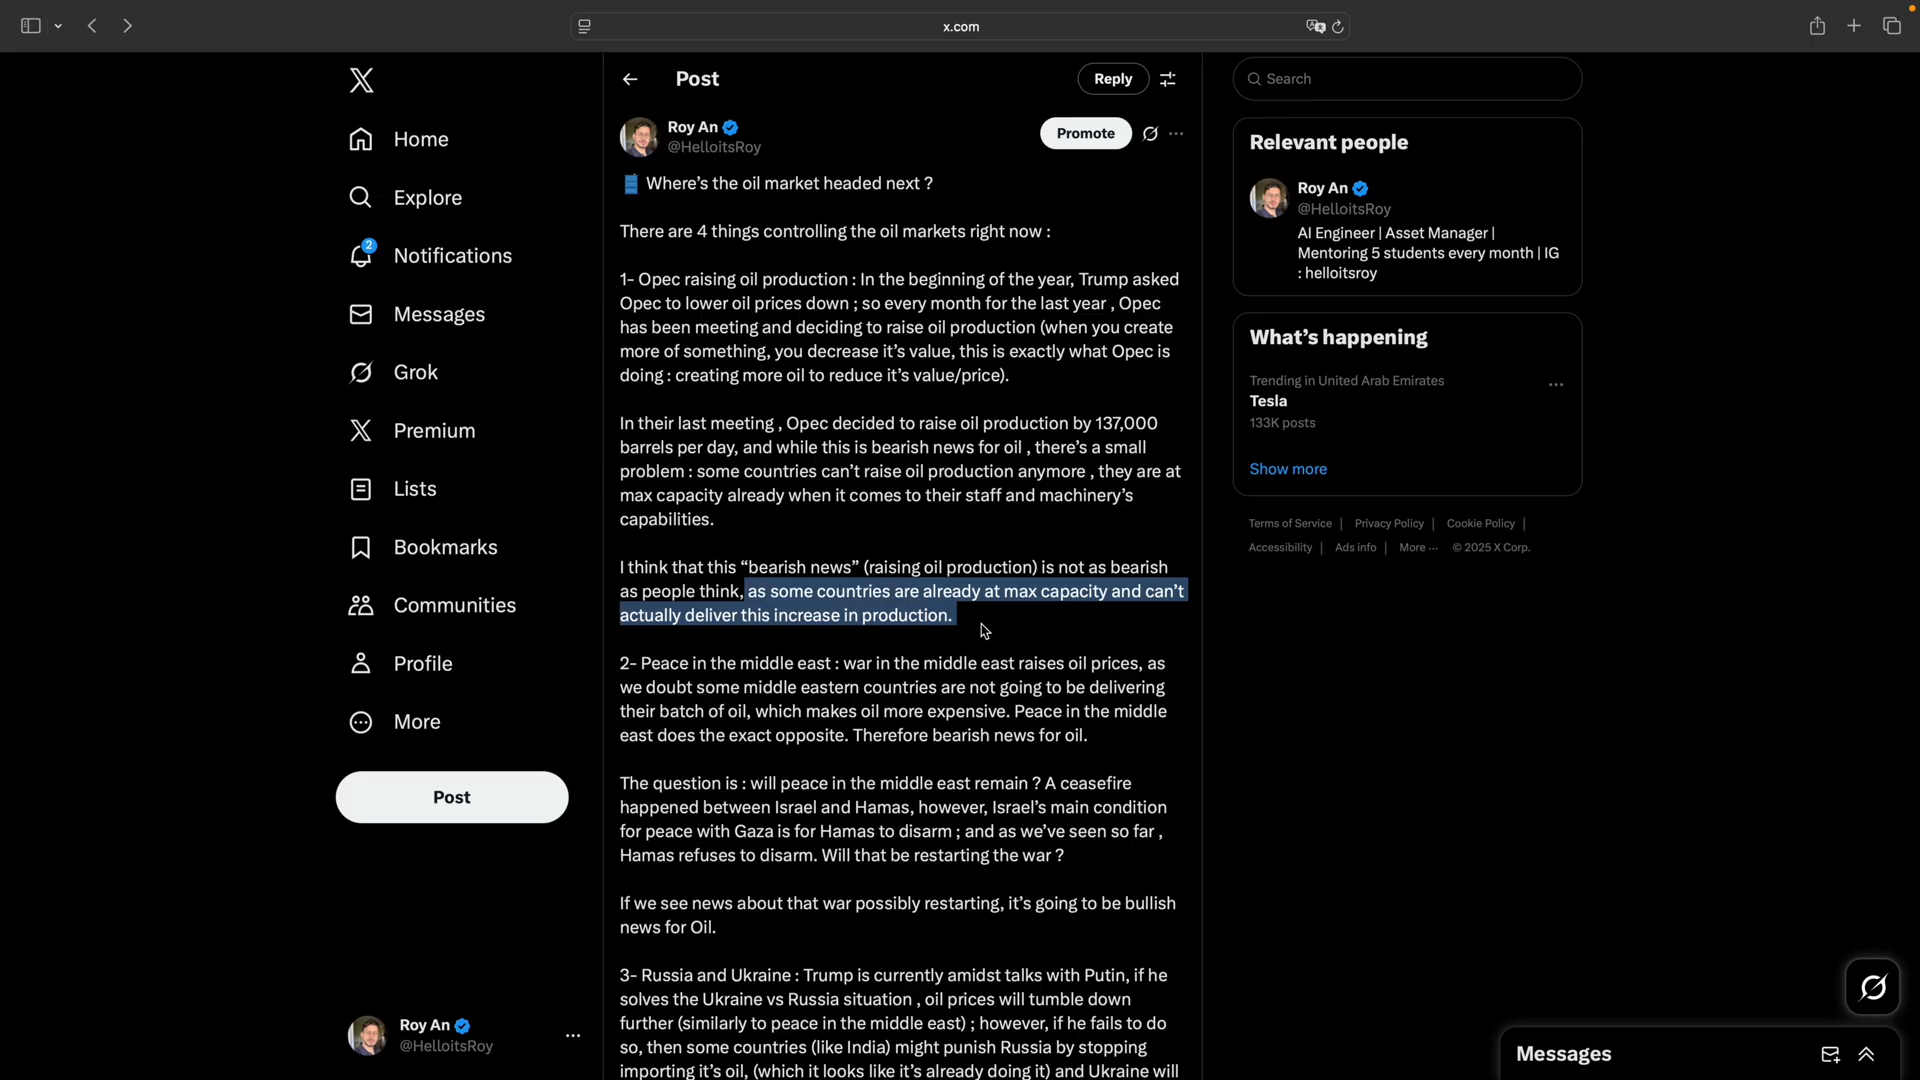 x.com
Home
Explore
2
Notifications
Messages
Grok
Premium
Lists
Bookmarks
Communities
Profile
More
Post
Roy An
@HelloitsRoy
Post
Reply
Roy An
@HelloitsRoy
Promote
Where’s the oil market headed next ?
There are 4 things controlling the oil markets right now :
1- Opec raising oil production : In the beginning of the year, Trump asked
Opec to lower oil prices down ; so every month for the last year , Opec
has been meeting and deciding to raise oil production (when you create
more of something, you decrease it’s value, this is exactly what Opec is
doing : creating more oil to reduce it’s value/price).
In their last meeting , Opec decided to raise oil production by 137,000
barrels per day, and while this is bearish news for oil , there’s a small
problem : some countries can’t raise oil production anymore , they are at
max capacity already when it comes to their staff and machinery’s
capabilities.
I think that this “bearish news” (raising oil production) is not as bearish
as people think, as some countries are already at max capacity and can’t
actually deliver this increase in production.
2- Peace in the middle east : war in the middle east raises oil prices, as
we doubt some middle eastern countries are not going to be delivering
their batch of oil, which makes oil more expensive. Peace in the middle
east does the exact opposite. Therefore bearish news for oil.
The question is : will peace in the middle east remain ? A ceasefire
happened between Israel and Hamas, however, Israel’s main condition
for peace with Gaza is for Hamas to disarm ; and as we’ve seen so far ,
Hamas refuses to disarm. Will that be restarting the war ?
If we see news about that war possibly restarting, it’s going to be bullish
news for Oil.
3- Russia and Ukraine : Trump is currently amidst talks with Putin, if he
solves the Ukraine vs Russia situation , oil prices will tumble down
further (similarly to peace in the middle east) ; however, if he fails to do
so, then some countries (like India) might punish Russia by stopping
importing it’s oil, (which it looks like it’s already doing it) and Ukraine will
Search
Relevant people
Roy An
@HelloitsRoy
AI Engineer | Asset Manager |
Mentoring 5 students every month | IG
: helloitsroy
What’s happening
Trending in United Arab Emirates
Tesla
133K posts
Show more
Terms of Service | Privacy Policy | Cookie Policy |
Accessibility | Ads info | More ··· © 2025 X Corp.
Messages